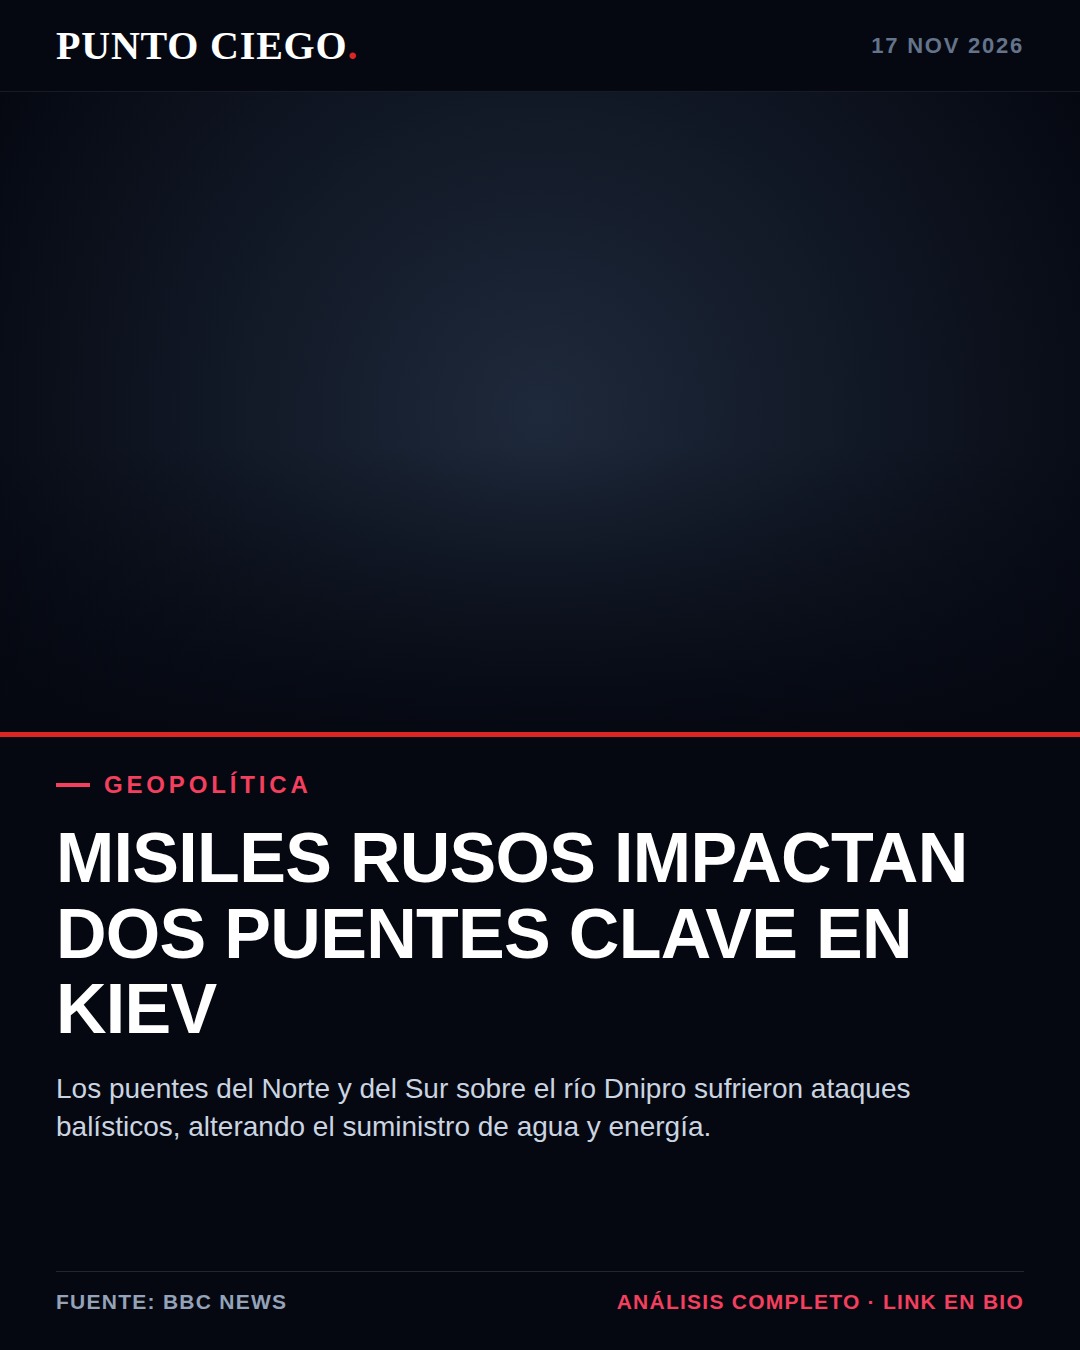 PUNTO CIEGO.
17 NOV 2026
GEOPOLÍTICA
MISILES RUSOS IMPACTAN
DOS PUENTES CLAVE EN
KIEV
Los puentes del Norte y del Sur sobre el río Dnipro sufrieron ataques
balísticos, alterando el suministro de agua y energía.
FUENTE: BBC NEWS
ANÁLISIS COMPLETO · LINK EN BIO